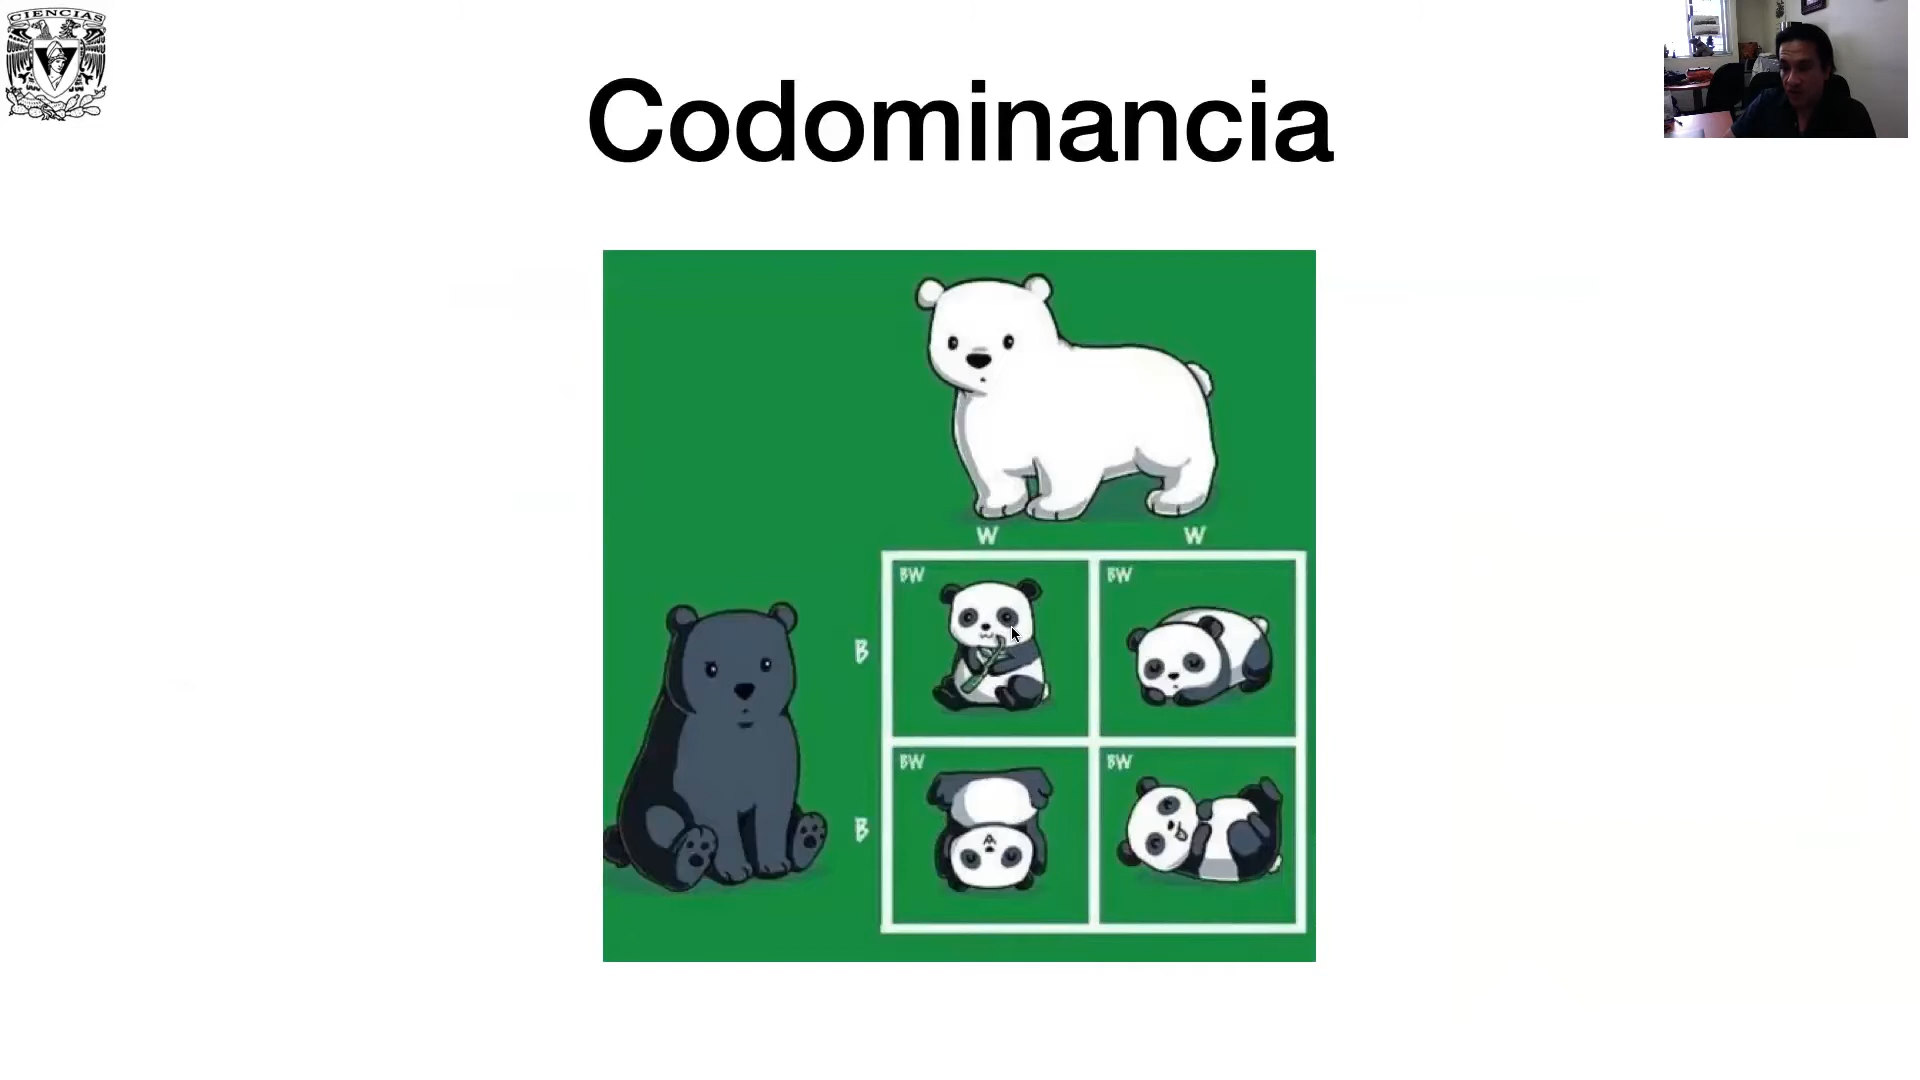 CIENCIAS
Codominancia
W W
BW BW
B
BW BW
B